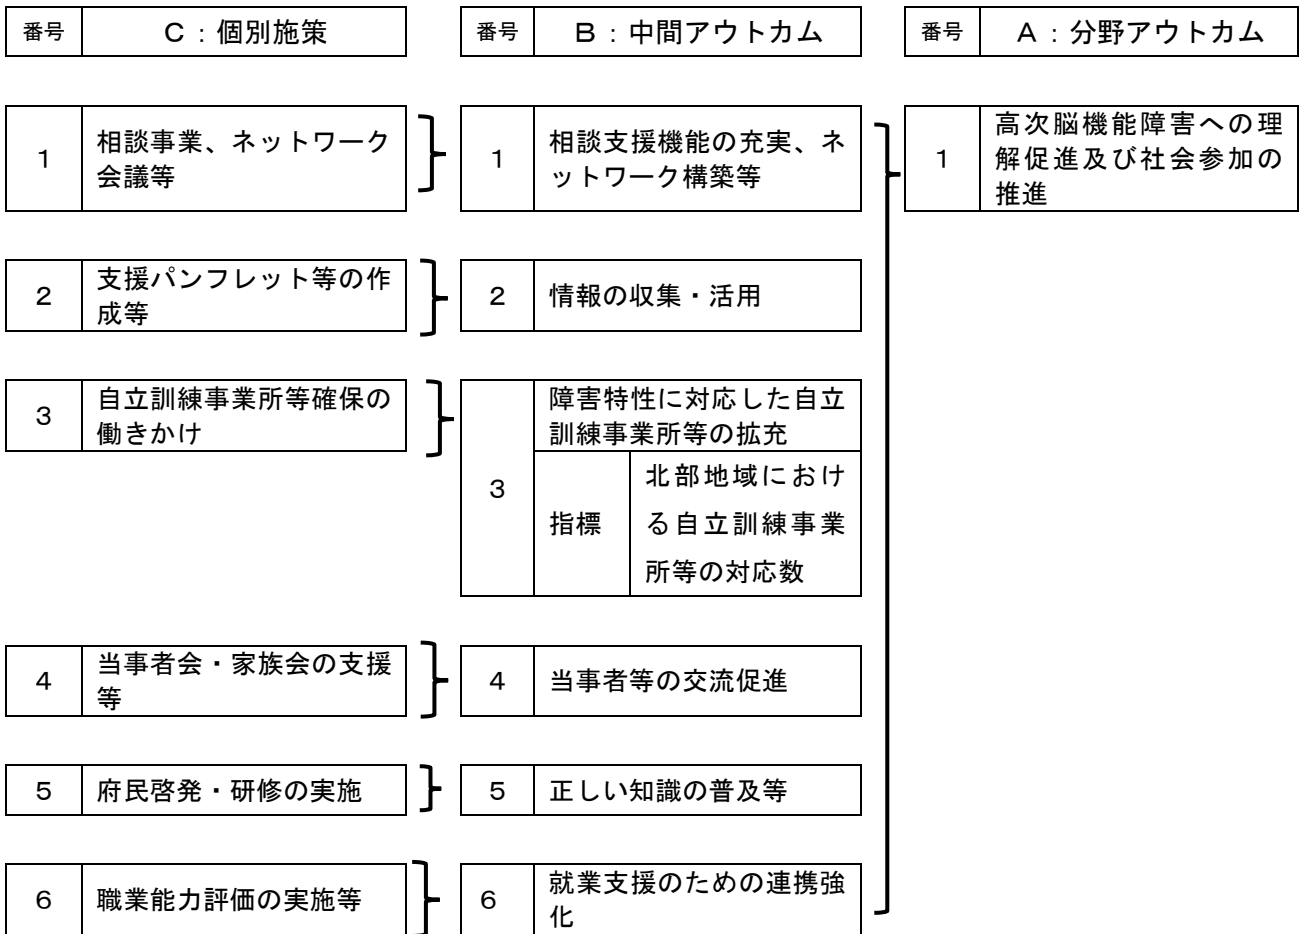 番号 C：個別施策 番号 B：中間アウトカム 番号 A：分野アウトカム
1
相談事業、ネットワーク
会議等
1
相談支援機能の充実、ネ
ットワーク構築等
1
高次脳機能障害への理
解促進及び社会参加の
推進
2
支援パンフレット等の作
成等
2
情報の収集・活用
3
自立訓練事業所等確保の
働きかけ
3
障害特性に対応した自立
訓練事業所等の拡充
指標
北部地域におけ
る自立訓練事業
所等の対応数
4
当事者会・家族会の支援
等
4
当事者等の交流促進
5
府民啓発・研修の実施
5
正しい知識の普及等
6
職業能力評価の実施等
6
就業支援のための連携強
化